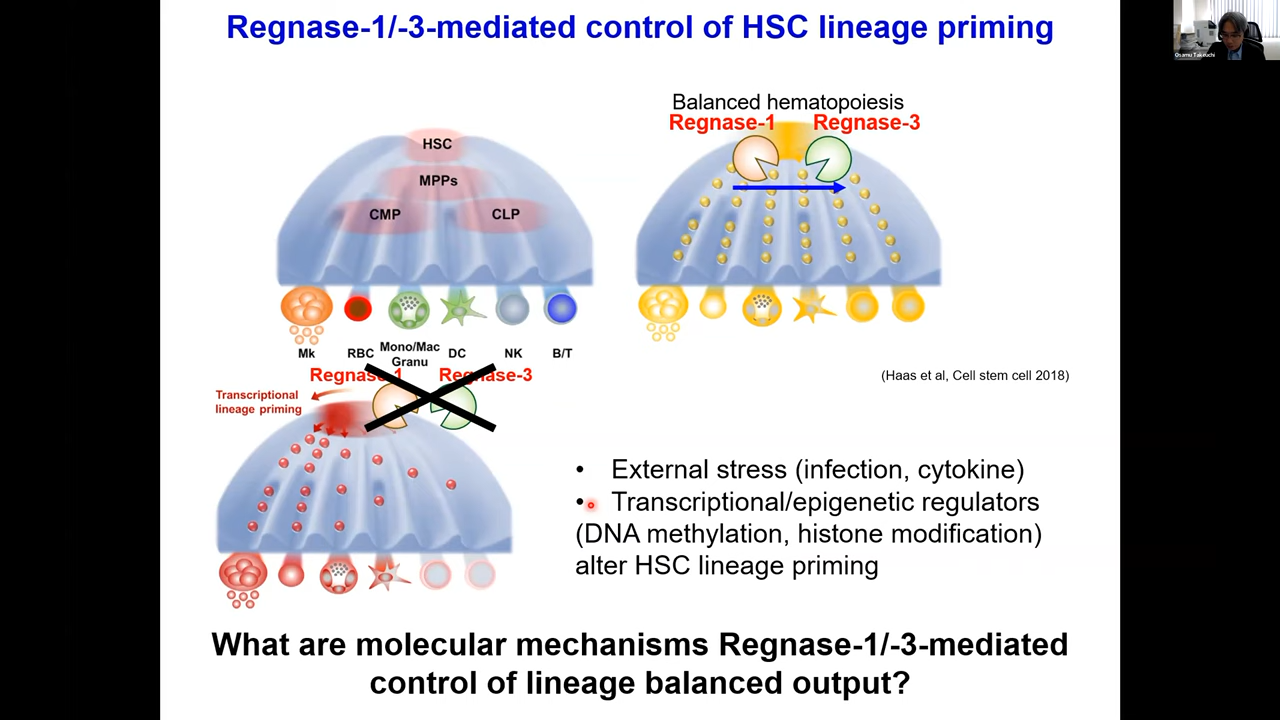 Regnase-1/-3-mediated control of HSC lineage priming
Osamu Takeuchi
HSC
MPPs
CMP
CLP
Mk
RBC
Mono/Mac
Granu
DC
NK
B/T
Balanced hematopoiesis
Regnase-1
Regnase-3
(Haas et al, Cell stem cell 2018)
Regnase-1
Regnase-3
Transcriptional
lineage priming
• External stress (infection, cytokine)
• Transcriptional/epigenetic regulators
(DNA methylation, histone modification)
alter HSC lineage priming
What are molecular mechanisms Regnase-1/-3-mediated
control of lineage balanced output?